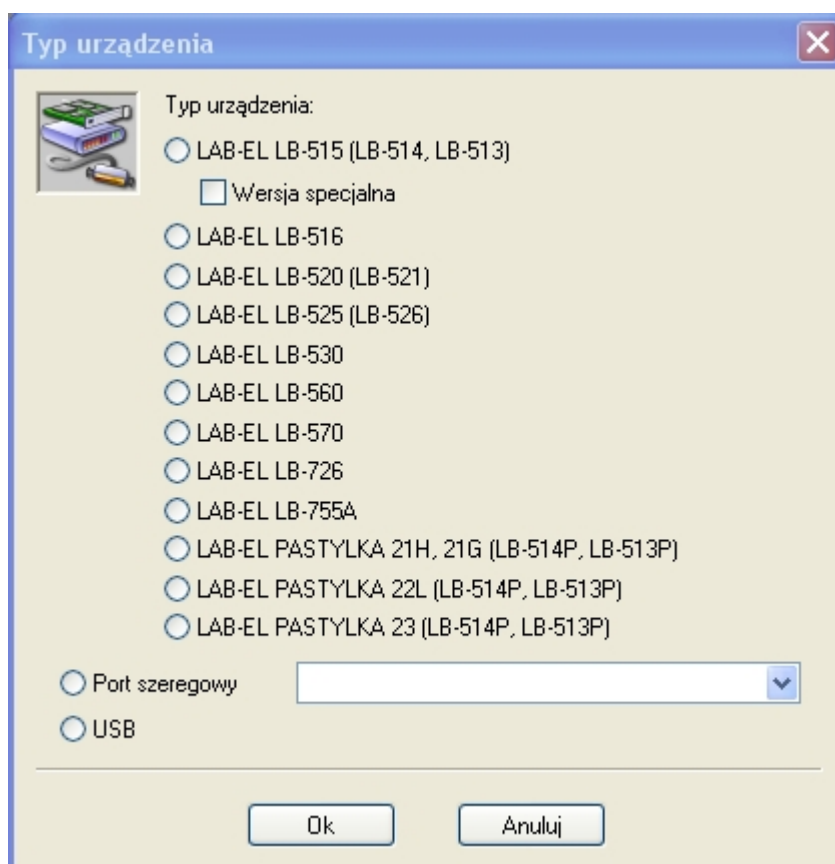 Typ urządzenia
Typ urządzenia:
LAB-EL LB-515 (LB-514, LB-513)
Wersja specjalna
LAB-EL LB-516
LAB-EL LB-520 (LB-521)
LAB-EL LB-525 (LB-526)
LAB-EL LB-530
LAB-EL LB-560
LAB-EL LB-570
LAB-EL LB-726
LAB-EL LB-755A
LAB-EL PASTYLKA 21H, 21G (LB-514P, LB-513P)
LAB-EL PASTYLKA 22L (LB-514P, LB-513P)
LAB-EL PASTYLKA 23 (LB-514P, LB-513P)
Port szeregowy
USB
Ok Anuluj